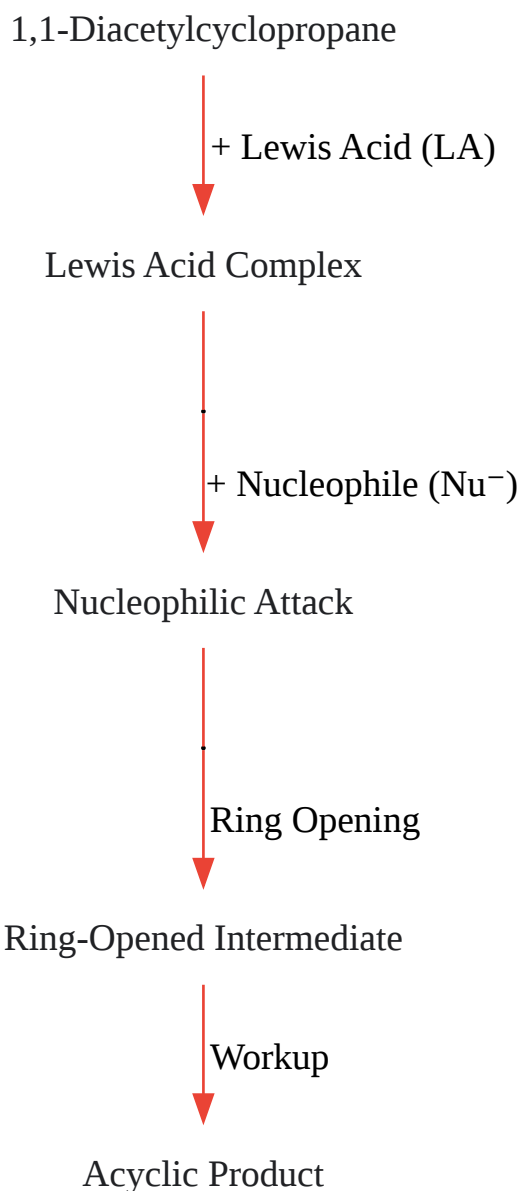 1,1-Diacetylcyclopropane
+ Lewis Acid (LA)
Lewis Acid Complex
+ Nucleophile (Nu⁻)
Nucleophilic Attack
Ring Opening
Ring-Opened Intermediate
Workup
Acyclic Product